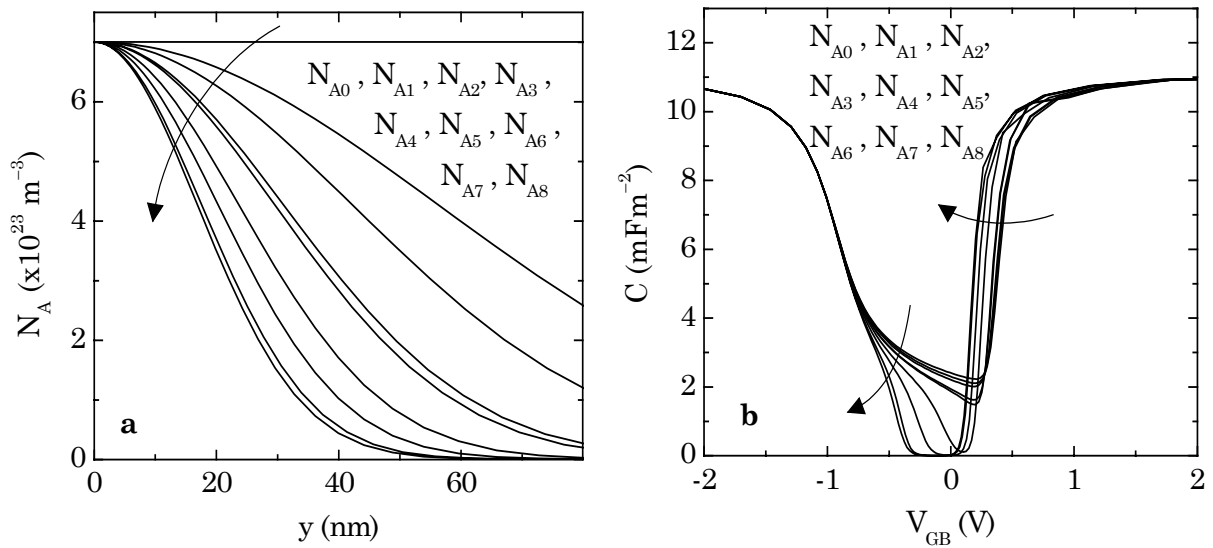 6
4
2
0
N_A (x10^23 m^-3)
N_A0 , N_A1 , N_A2, N_A3 ,
N_A4 , N_A5 , N_A6 ,
N_A7 , N_A8
a
0 20 40 60
y (nm)
12
10
8
6
4
2
0
C (mFm^-2)
N_A0 , N_A1 , N_A2,
N_A3 , N_A4 , N_A5,
N_A6 , N_A7 , N_A8
b
-2 -1 0 1 2
V_GB (V)